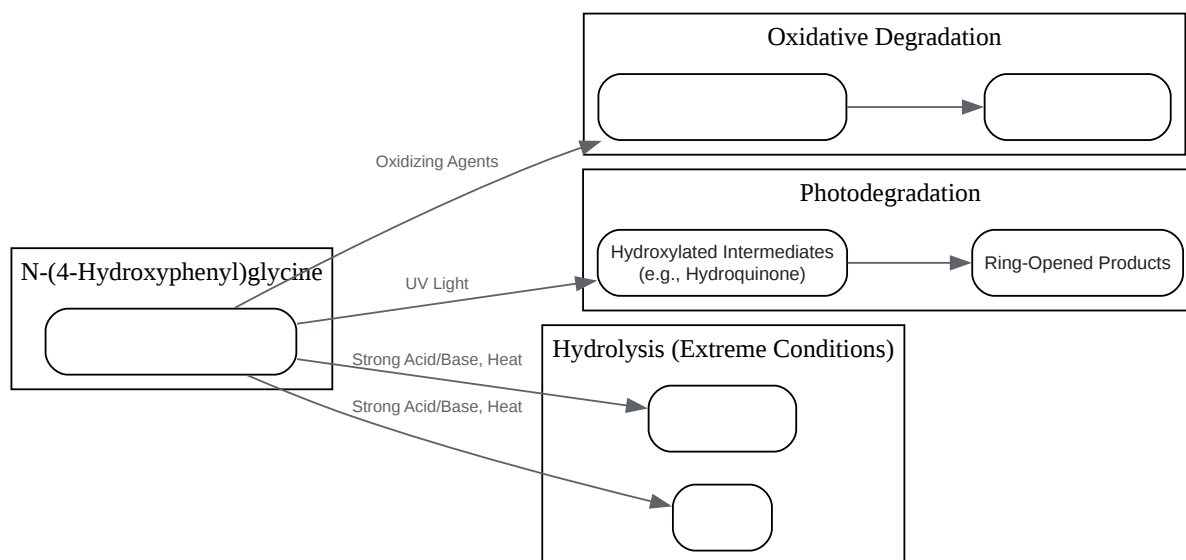 Oxidative Degradation
Oxidizing Agents
Photodegradation
Hydroxylated Intermediates
(e.g., Hydroquinone)
Ring-Opened Products
N-(4-Hydroxyphenyl)glycine
UV Light
Hydrolysis (Extreme Conditions)
Strong Acid/Base, Heat
Strong Acid/Base, Heat